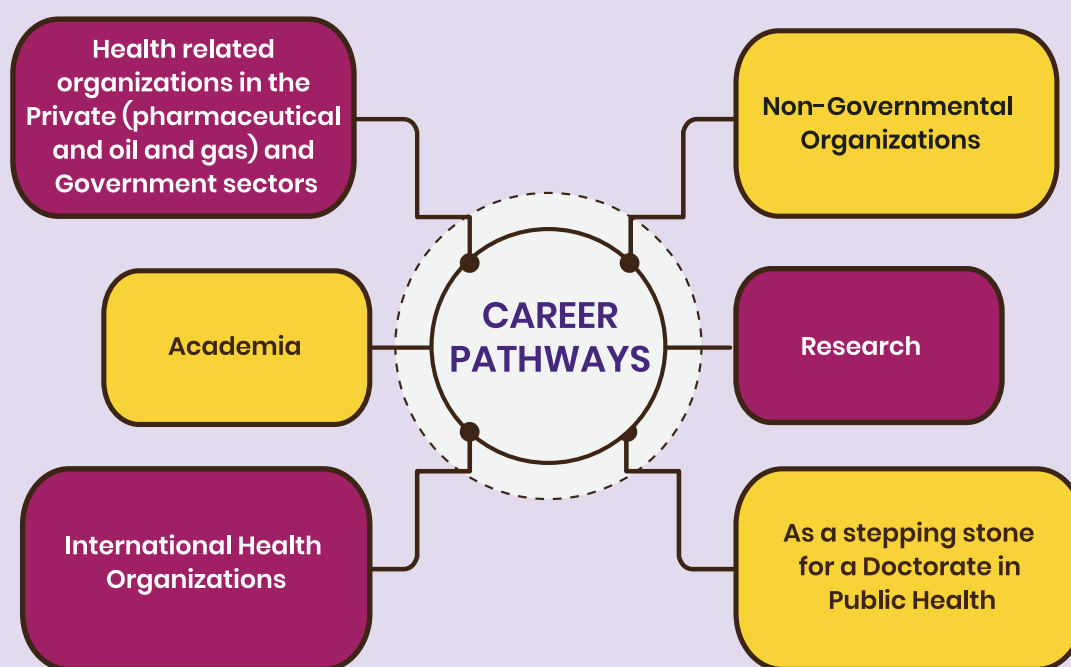 Health related
organizations in the
Private (pharmaceutical
and oil and gas) and
Government sectors
Non-Governmental
Organizations
CAREER
PATHWAYS
Academia
Research
International Health
Organizations
As a stepping stone
for a Doctorate in
Public Health